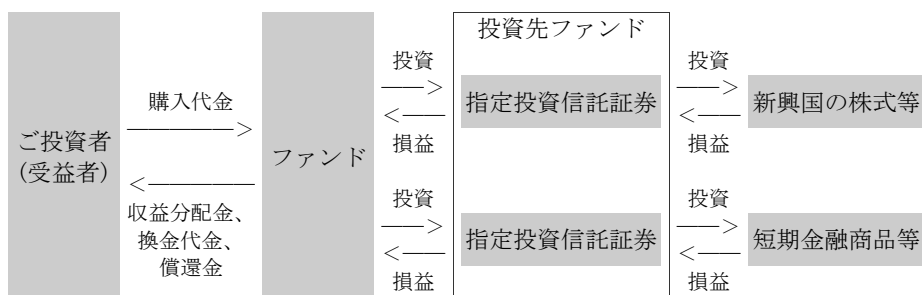 投資先ファンド
投資
投資
購入代金
——>
指定投資信託証券
——>
新興国の株式等
—————>
<——
<——
ご投資者
(受益者)
ファンド
損益
損益
<—————
収益分配金、
換金代金、
償還金
投資
投資
——>
指定投資信託証券
——>
短期金融商品等
<——
<——
損益
損益